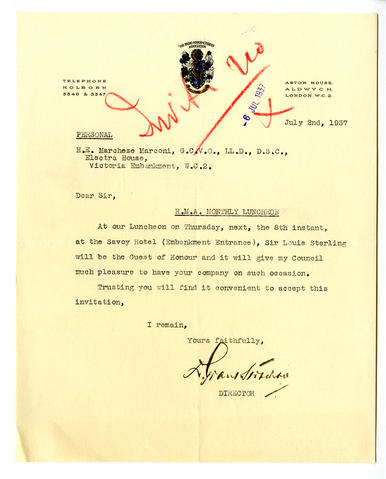 TELEPHONE
HOLBORN
5346 & 5347
ASTOR HOUSE,
ALDWYCH,
LONDON, W.C.2.
-6 JUL 1937
July 2nd, 1937
PERSONAL
H.E. Marchese Marconi, G.C.V.O., LL.D., D.S.C.,
Electra House,
Victoria Embankment, W.C.2.
Dear Sir,
R.M.A. MONTHLY LUNCHEON
At our Luncheon on Thursday, next, the 8th instant,
at the Savoy Hotel (Embankment Entrance), Sir Louis Sterling
will be the Guest of Honour and it will give my Council
much pleasure to have your company on such occasion.
Trusting you will find it convenient to accept this
invitation,
I remain,
Yours faithfully,
DIRECTOR